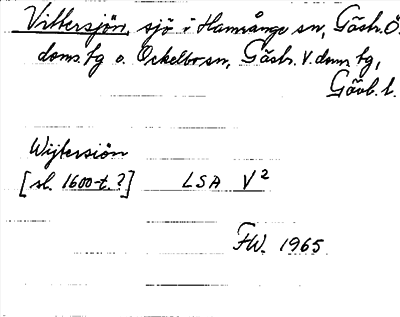 Vittersjön, sjö i Hamrånge sn, Gästr. Ö.
doms.tg o. Ockelbo sn, Gästr. V. doms.tg,
Gävl. l.
Wijtersiön
[sl. 1600-t.?] LSA V²
FW. 1965